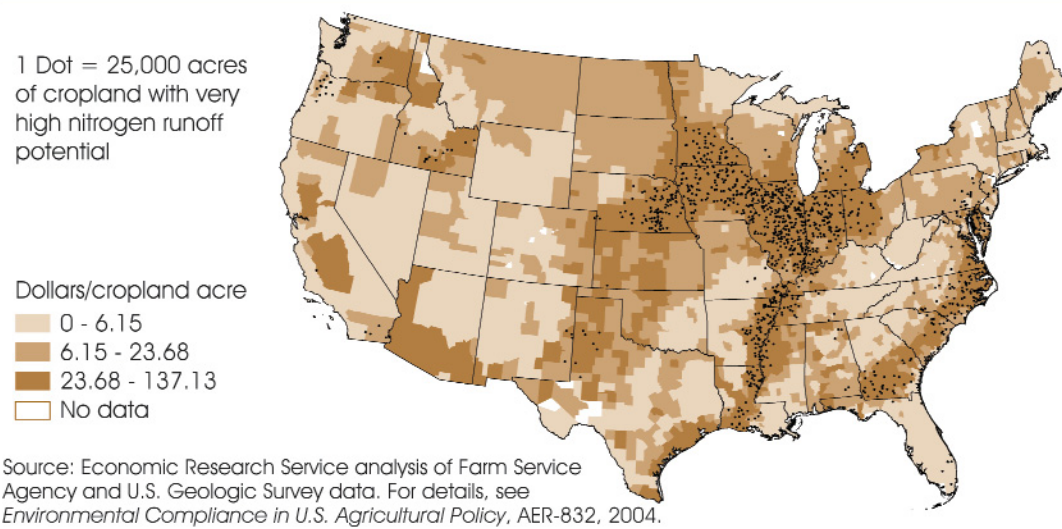 1 Dot = 25,000 acres
of cropland with very
high nitrogen runoff
potential
Dollars/cropland acre
0 - 6.15
6.15 - 23.68
23.68 - 137.13
No data
Source: Economic Research Service analysis of Farm Service
Agency and U.S. Geologic Survey data. For details, see
Environmental Compliance in U.S. Agricultural Policy, AER-832, 2004.